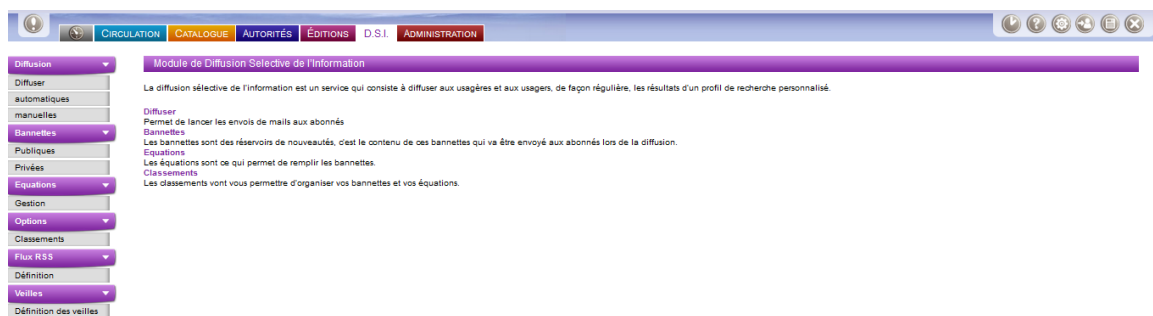 CIRCULATION CATALOGUE AUTORITÉS ÉDITIONS D.S.I. ADMINISTRATION
Diffusion
Diffuser
automatiques
manuelles
Bannettes
Publiques
Privées
Equations
Gestion
Options
Classements
Flux RSS
Définition
Veilles
Définition des veilles
Module de Diffusion Selective de l'Information
La diffusion sélective de l'information est un service qui consiste à diffuser aux usagères et aux usagers, de façon régulière, les résultats d'un profil de recherche personnalisé.
Diffuser
Permet de lancer les envois de mails aux abonnés
Bannettes
Les bannettes sont des réservoirs de nouveautés, c'est le contenu de ces bannettes qui va être envoyé aux abonnés lors de la diffusion.
Equations
Les équations sont ce qui permet de remplir les bannettes.
Classements
Les classements vont vous permettre d'organiser vos bannettes et vos équations.